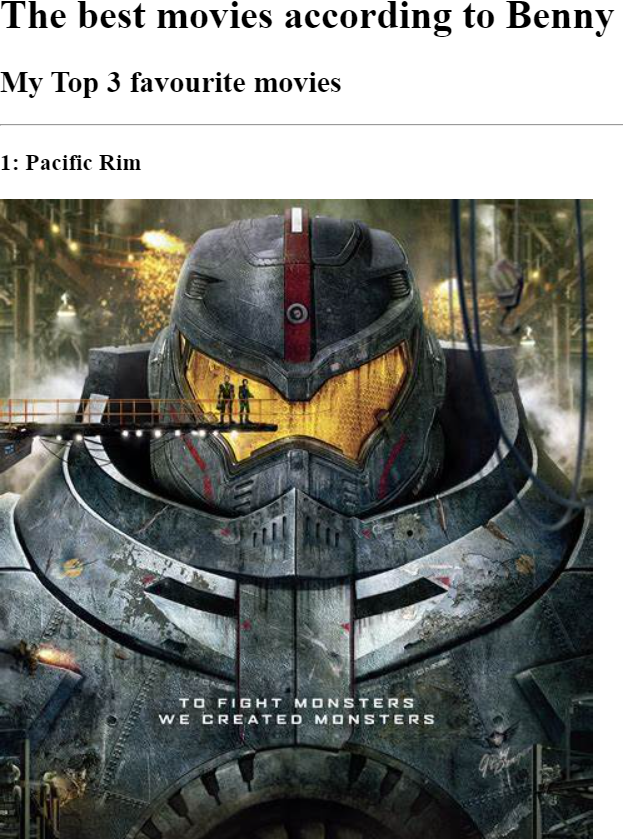 The best movies according to Benny
My Top 3 favourite movies
1: Pacific Rim
TO FIGHT MONSTERS
WE CREATED MONSTERS